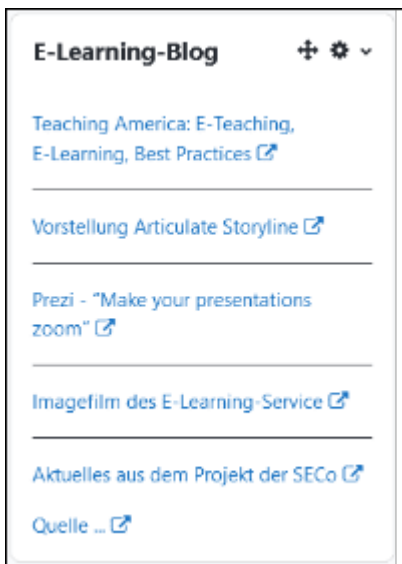 E-Learning-Blog
Teaching America: E-Teaching,
E-Learning, Best Practices
Vorstellung Articulate Storyline
Prezi - "Make your presentations
zoom"
Imagefilm des E-Learning-Service
Aktuelles aus dem Projekt der SECo
Quelle ...